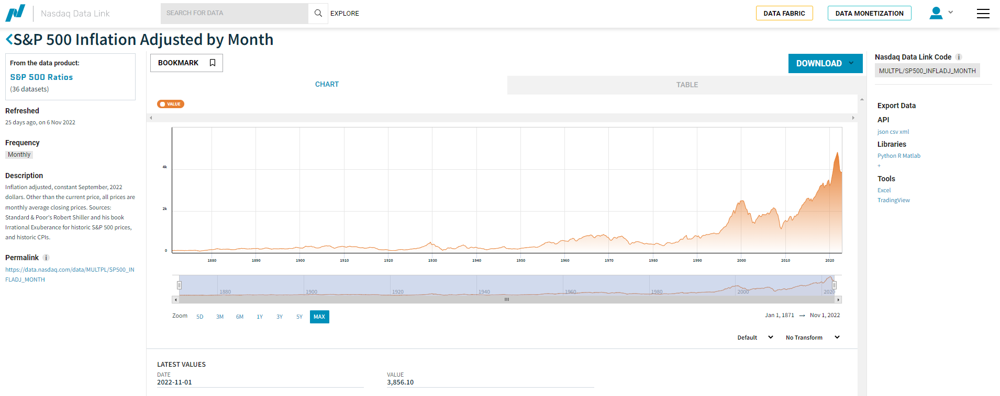 Nasdaq Data Link
SEARCH FOR DATA
EXPLORE
DATA FABRIC
DATA MONETIZATION
S&P 500 Inflation Adjusted by Month
From the data product:
S&P 500 Ratios
(36 datasets)
Refreshed
25 days ago, on 6 Nov 2022
Frequency
Monthly
Description
Inflation adjusted, constant September, 2022
dollars. Other than the current price, all prices are
monthly average closing prices. Sources:
Standard & Poor's Robert Shiller and his book
Irrational Exuberance for historic S&P 500 prices,
and historic CPIs.
Permalink i
https://data.nasdaq.com/data/MULTPL/SP500_IN
FLADJ_MONTH
BOOKMARK
DOWNLOAD
CHART
TABLE
VALUE
4k
2k
0
1880 1890 1900 1910 1920 1930 1940 1950 1960 1970 1980 1990 2000 2010 2020
1880 1900 1920 1940 1960 1980 2000 2020
Zoom 5D 3M 6M 1Y 3Y 5Y MAX
Jan 1, 1871 → Nov 1, 2022
Default
No Transform
LATEST VALUES
DATE
2022-11-01
VALUE
3,856.10
Nasdaq Data Link Code i
MULTPL/SP500_INFLADJ_MONTH
Export Data
API
json csv xml
Libraries
Python R Matlab
+
Tools
Excel
TradingView